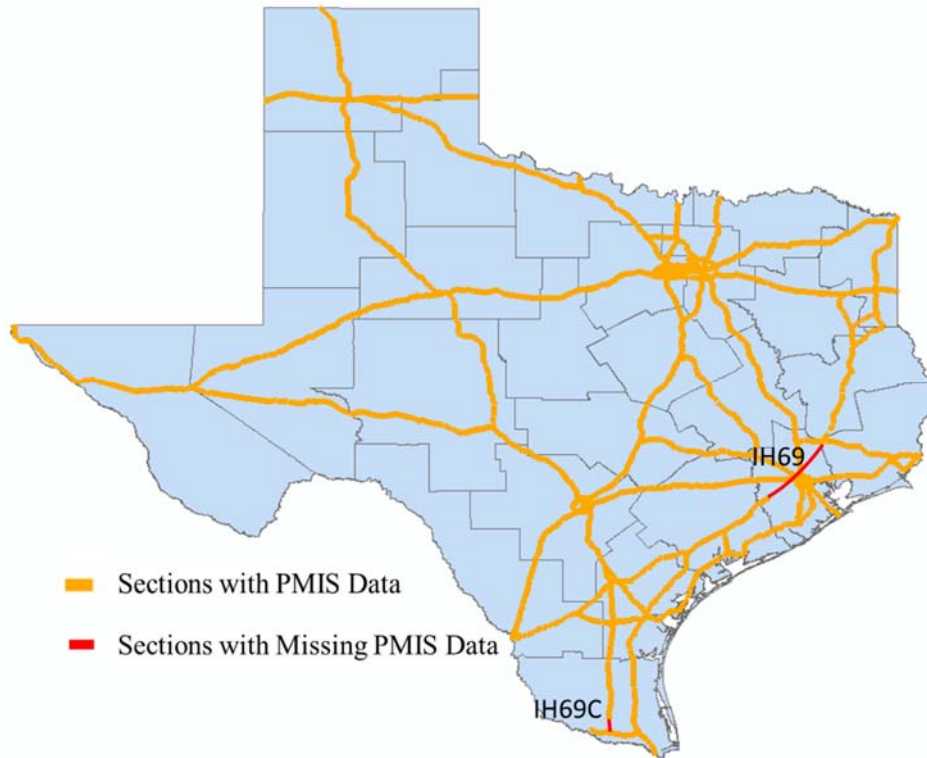 IH69
Sections with PMIS Data
Sections with Missing PMIS Data
IH69C